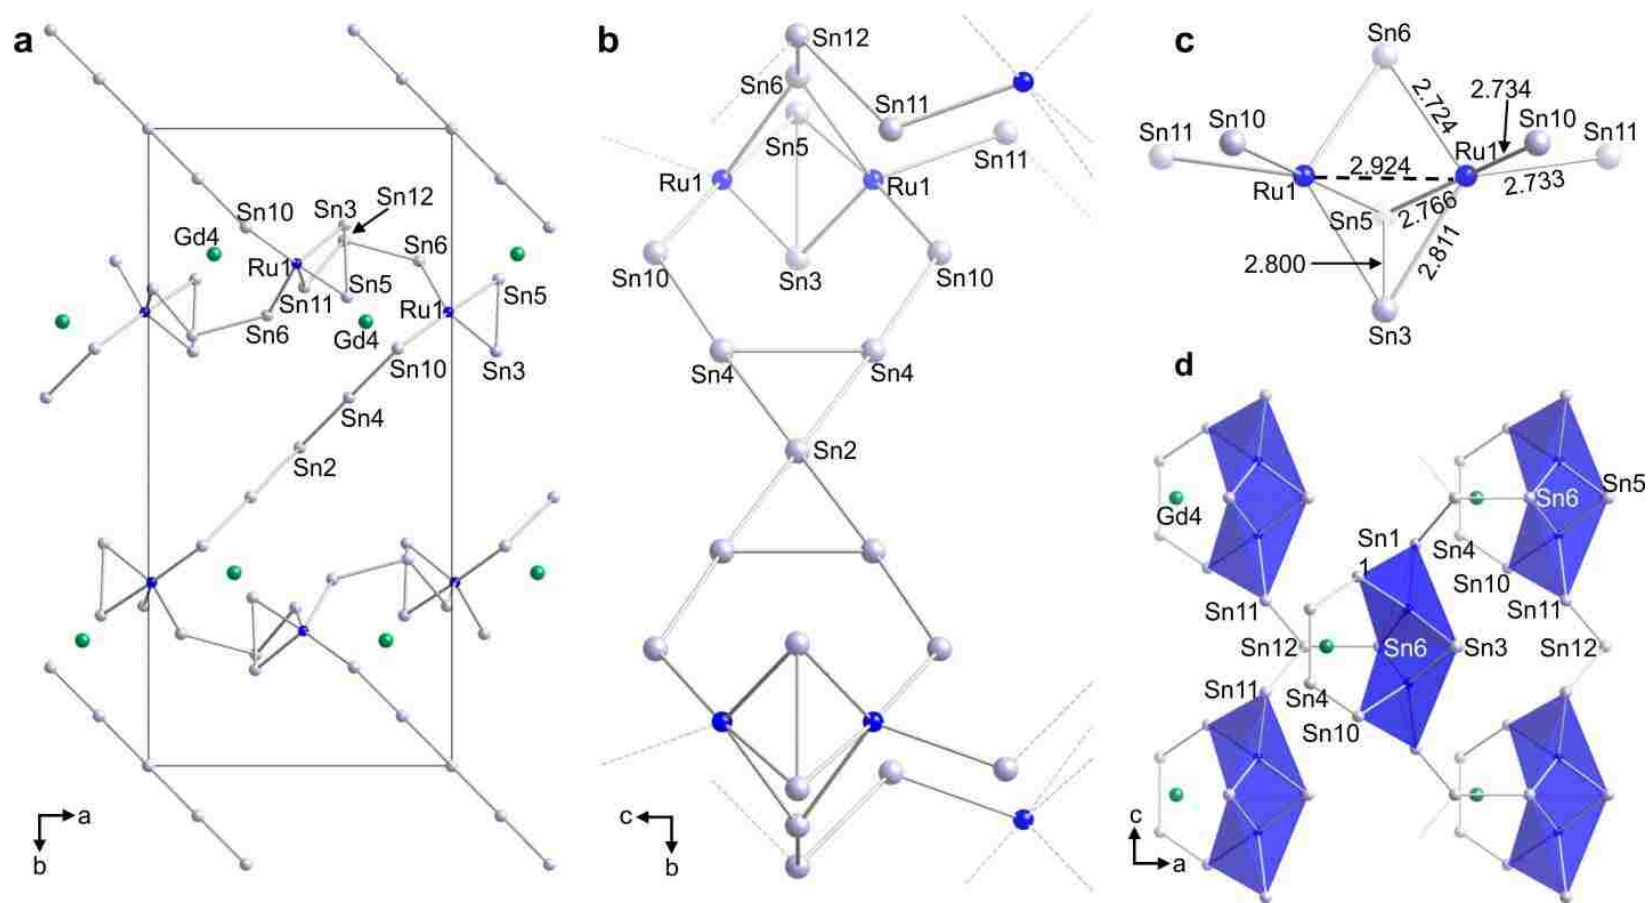 a
Sn10
Sn3
Sn12
Gd4
Sn6
Ru1
Sn11
Sn5
Ru1
Sn5
Sn6
Gd4
Sn10
Sn3
Sn4
Sn2
a
b
b
Sn12
Sn6
Sn11
Sn5
Sn11
Ru1
Ru1
Sn10
Sn3
Sn10
Sn4
Sn4
Sn2
c
b
c
Sn6
2.734
2.724
Sn11
Sn10
Sn10
Sn11
Ru1
2.924
Ru1
2.733
Sn5
2.766
2.800
2.811
Sn3
d
Sn5
Sn6
Gd4
Sn1
1
Sn4
Sn10
Sn11
Sn11
Sn12
Sn6
Sn3
Sn12
Sn11
Sn4
Sn10
c
a